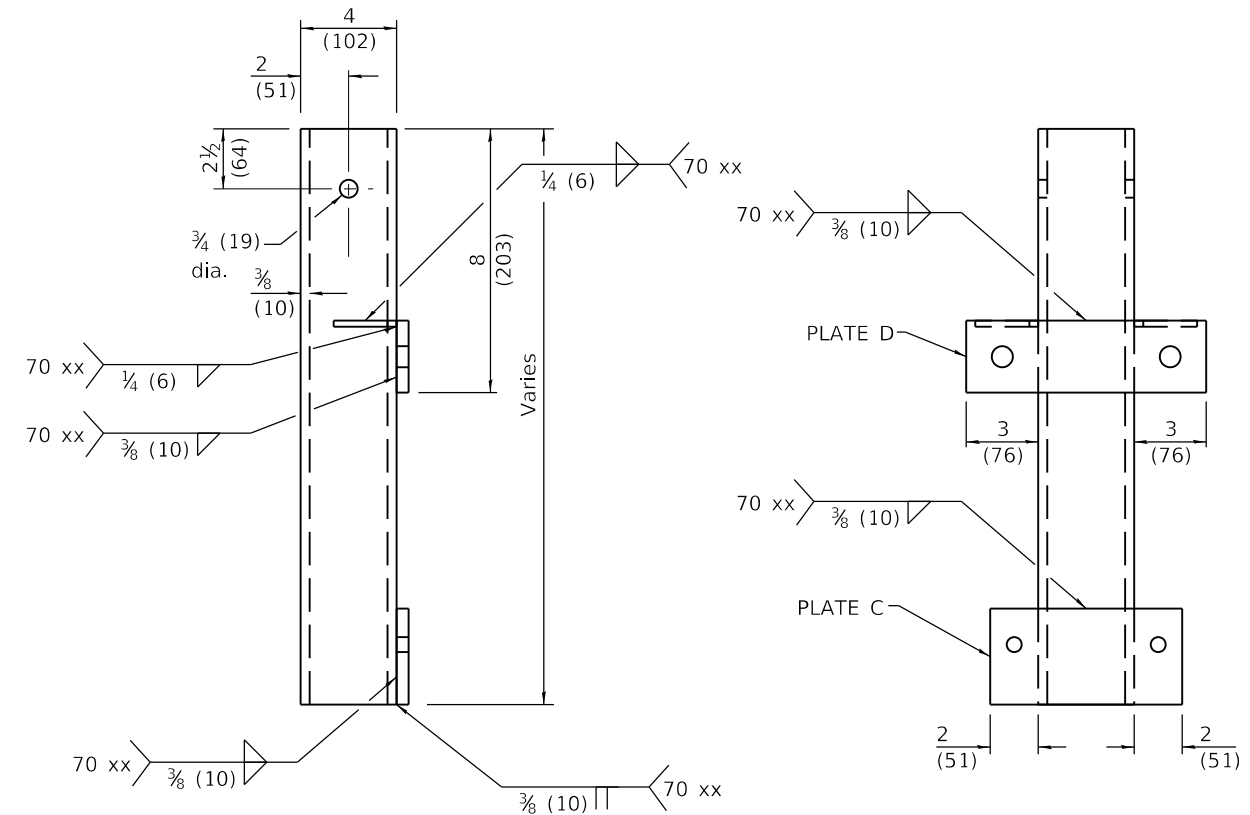 4
(102)
2
(51)
2½
(64)
¾ (19)
dia.
⅜
(10)
8
(203)
Varies
¼ (6)
70 xx
70 xx
¼ (6)
70 xx
⅜ (10)
70 xx
⅜ (10)
⅜ (10)
70 xx
70 xx
⅜ (10)
PLATE D
3
(76)
3
(76)
70 xx
⅜ (10)
PLATE C
2
(51)
2
(51)